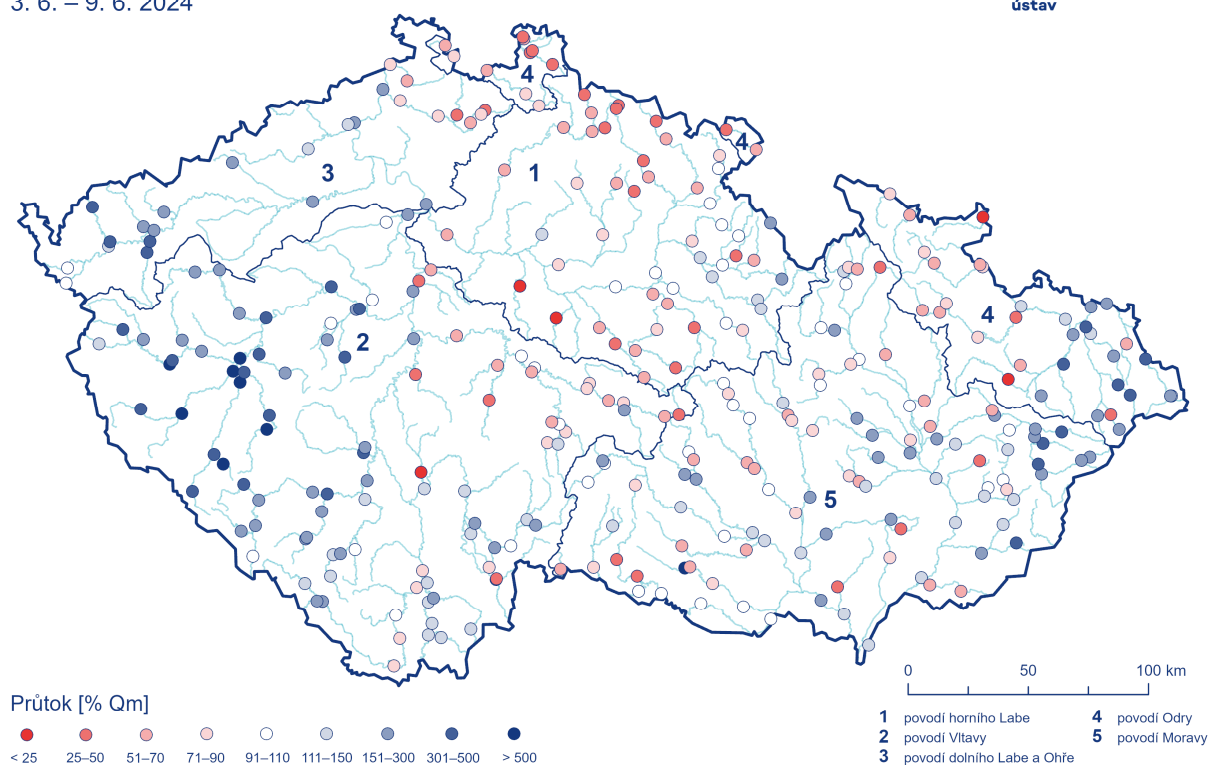 3. 6. – 9. 6. 2024
ústav
4
4
3
1
4
2
5
Průtok [% Qm]
< 25
25–50
51–70
71–90
91–110
111–150
151–300
301–500
> 500
0 50 100 km
1 povodí horního Labe
2 povodí Vltavy
3 povodí dolního Labe a Ohře
4 povodí Odry
5 povodí Moravy